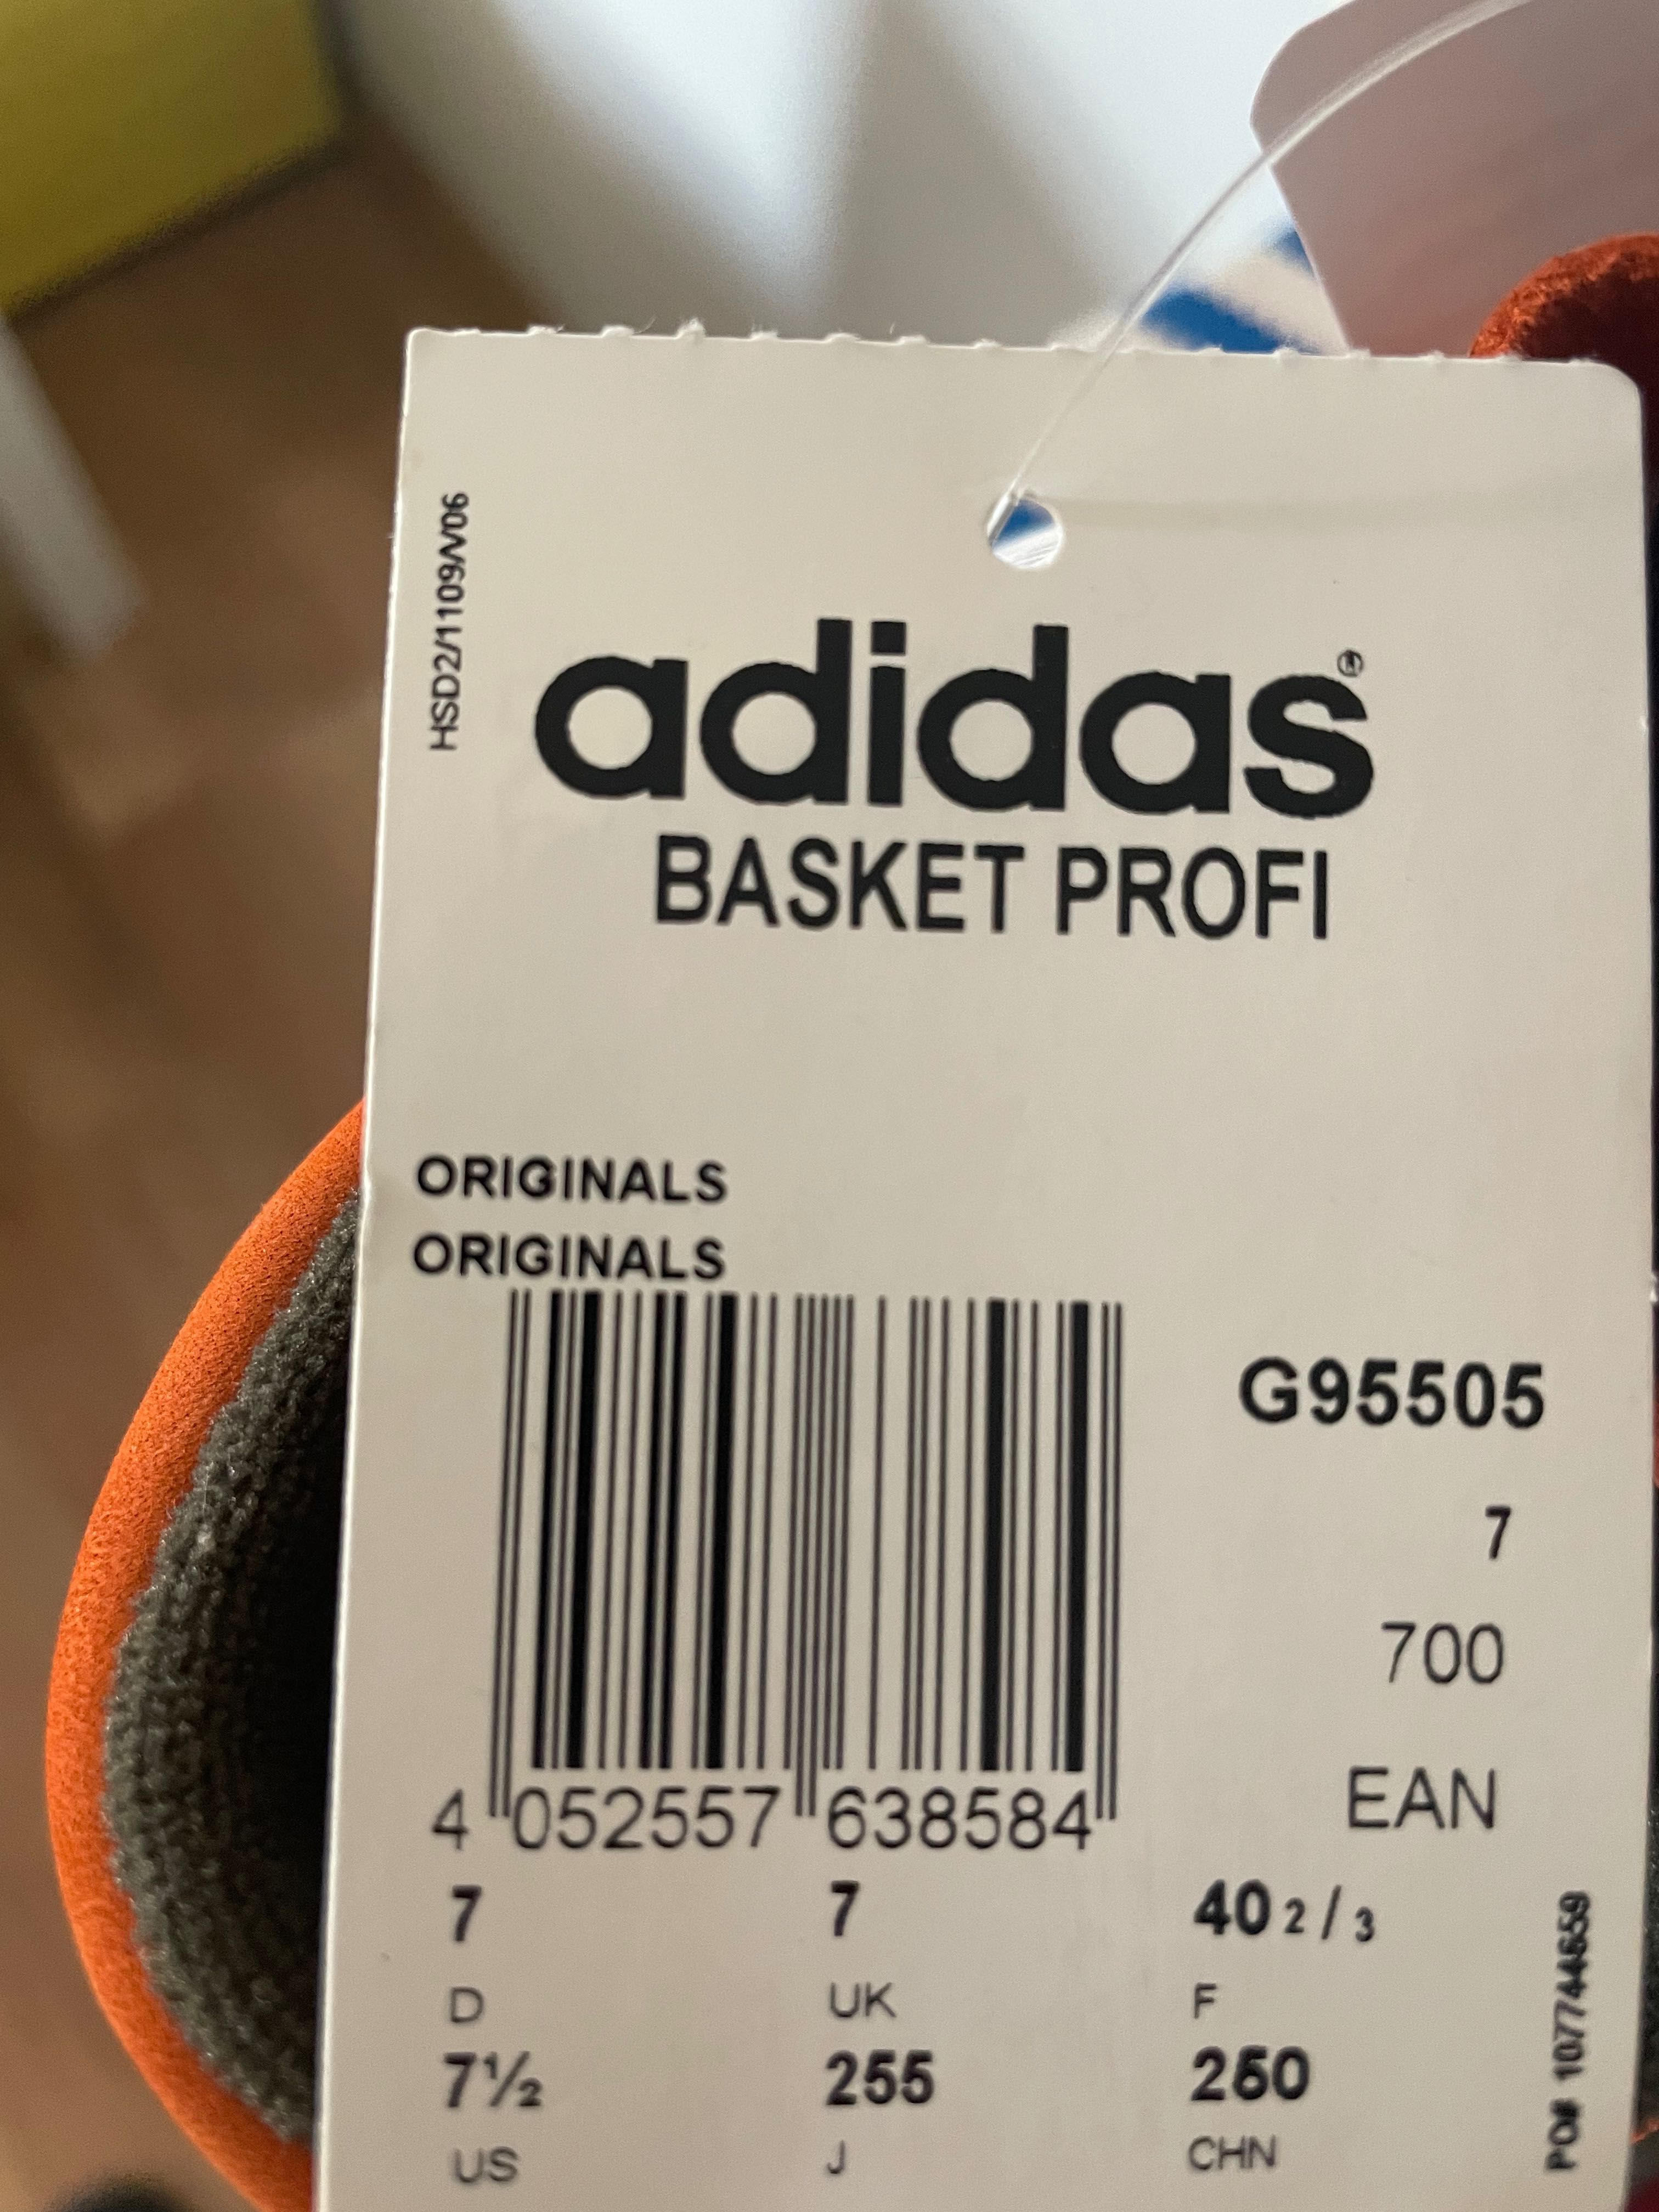 HSD2/1109/V06
adidas®
BASKET PROFI
ORIGINALS
ORIGINALS
G95505
7
700
EAN
4 052557 638584
7 7 40 2/3
D UK F
7½ 255 250
US J CHN
PO# 107744659